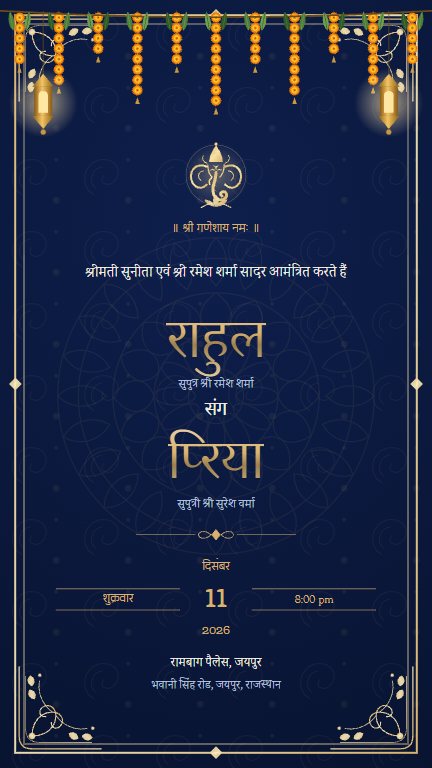 ॥ श्री गणेशाय नमः ॥
श्रीमती सुनीता एवं श्री रमेश शर्मा सादर आमंत्रित करते हैं
राहुल
सुपुत्र श्री रमेश शर्मा
संग
प्रिया
सुपुत्री श्री सुरेश वर्मा
दिसंबर
शुक्रवार 11 8:00 pm
2026
रामबाग पैलेस, जयपुर
भवानी सिंह रोड, जयपुर, राजस्थान